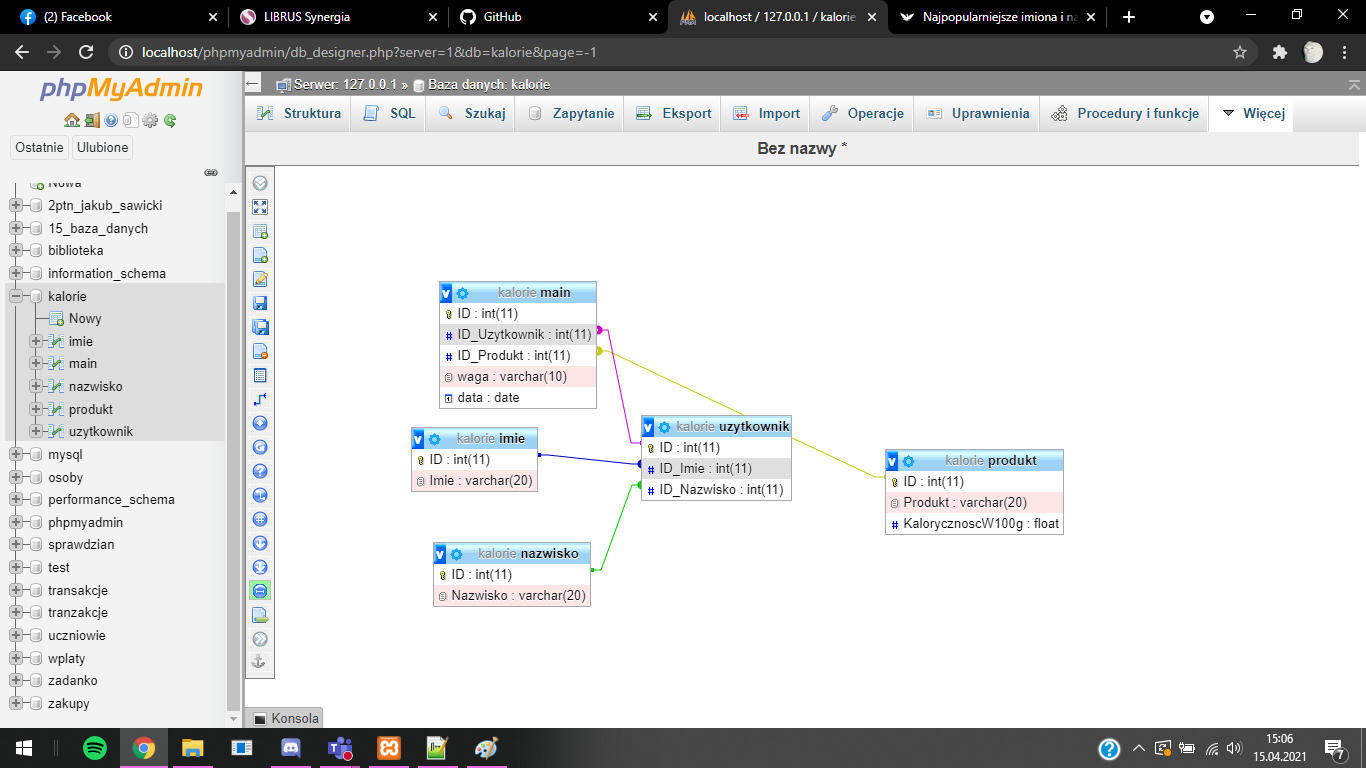 (2) Facebook
LIBRUS Synergia
GitHub
localhost / 127.0.0.1 / kalorie
Najpopularniejsze imiona i na
localhost/phpmyadmin/db_designer.php?server=1&db=kalorie&page=-1
phpMyAdmin
Ostatnie
Ulubione
Nowa
2ptn_jakub_sawicki
15_baza_danych
biblioteka
information_schema
kalorie
Nowy
imie
main
nazwisko
produkt
uzytkownik
mysql
osoby
performance_schema
phpmyadmin
sprawdzian
test
transakcje
tranzakcje
uczniowie
wplaty
zadanko
zakupy
Serwer: 127.0.0.1 » Baza danych: kalorie
Struktura
SQL
Szukaj
Zapytanie
Eksport
Import
Operacje
Uprawnienia
Procedury i funkcje
Więcej
Bez nazwy *
kalorie main
ID : int(11)
ID_Uzytkownik : int(11)
ID_Produkt : int(11)
waga : varchar(10)
data : date
kalorie imie
ID : int(11)
Imie : varchar(20)
kalorie uzytkownik
ID : int(11)
ID_Imie : int(11)
ID_Nazwisko : int(11)
kalorie produkt
ID : int(11)
Produkt : varchar(20)
KalorycznoscW100g : float
kalorie nazwisko
ID : int(11)
Nazwisko : varchar(20)
Konsola
15:06
15.04.2021
7